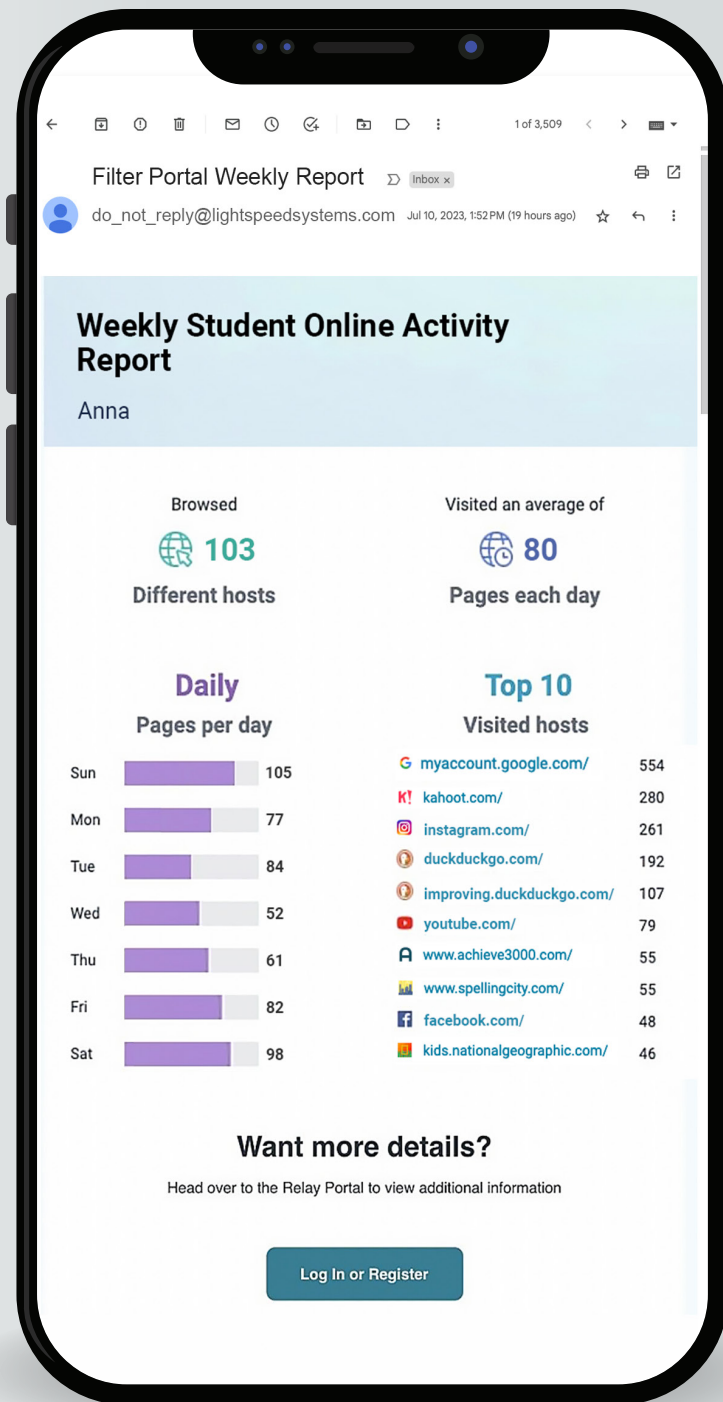 1 of 3,509
Filter Portal Weekly Report
Inbox x
do_not_reply@lightspeedsystems.com Jul 10, 2023, 1:52 PM (19 hours ago)
Weekly Student Online Activity
Report
Anna
Browsed
103
Different hosts
Visited an average of
80
Pages each day
Daily
Pages per day
Sun 105
Mon 77
Tue 84
Wed 52
Thu 61
Fri 82
Sat 98
Top 10
Visited hosts
G myaccount.google.com/ 554
K! kahoot.com/ 280
instagram.com/ 261
duckduckgo.com/ 192
improving.duckduckgo.com/ 107
youtube.com/ 79
A www.achieve3000.com/ 55
www.spellingcity.com/ 55
f facebook.com/ 48
kids.nationalgeographic.com/ 46
Want more details?
Head over to the Relay Portal to view additional information
Log In or Register